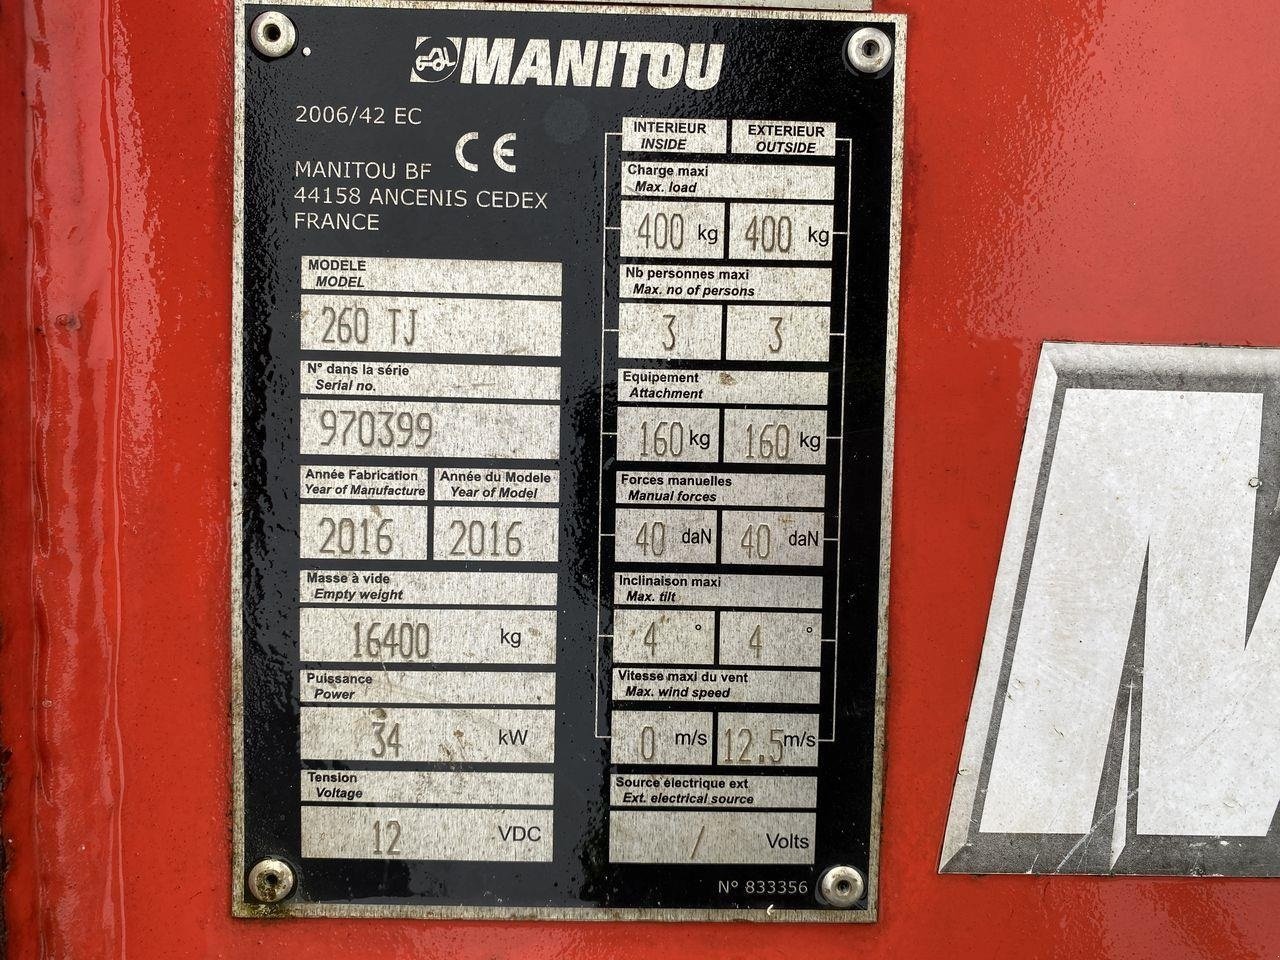 MANITOU
2006/42 EC
CE
MANITOU BF
44158 ANCENIS CEDEX
FRANCE
MODELE
MODEL
260 TJ
N° dans la série
Serial no.
970399
Année Fabrication
Year of Manufacture
Année du Modele
Year of Model
2016
2016
Masse à vide
Empty weight
16400 kg
Puissance
Power
34 kW
Tension
Voltage
12 VDC
INTERIEUR
INSIDE
EXTERIEUR
OUTSIDE
Charge maxi
Max. load
400 kg
400 kg
Nb personnes maxi
Max. no of persons
3
3
Equipement
Attachment
160 kg
160 kg
Forces manuelles
Manual forces
40 daN
40 daN
Inclinaison maxi
Max. tilt
4 °
4 °
Vitesse maxi du vent
Max. wind speed
0 m/s
12.5 m/s
Source électrique ext
Ext. electrical source
/ Volts
N° 833356
M